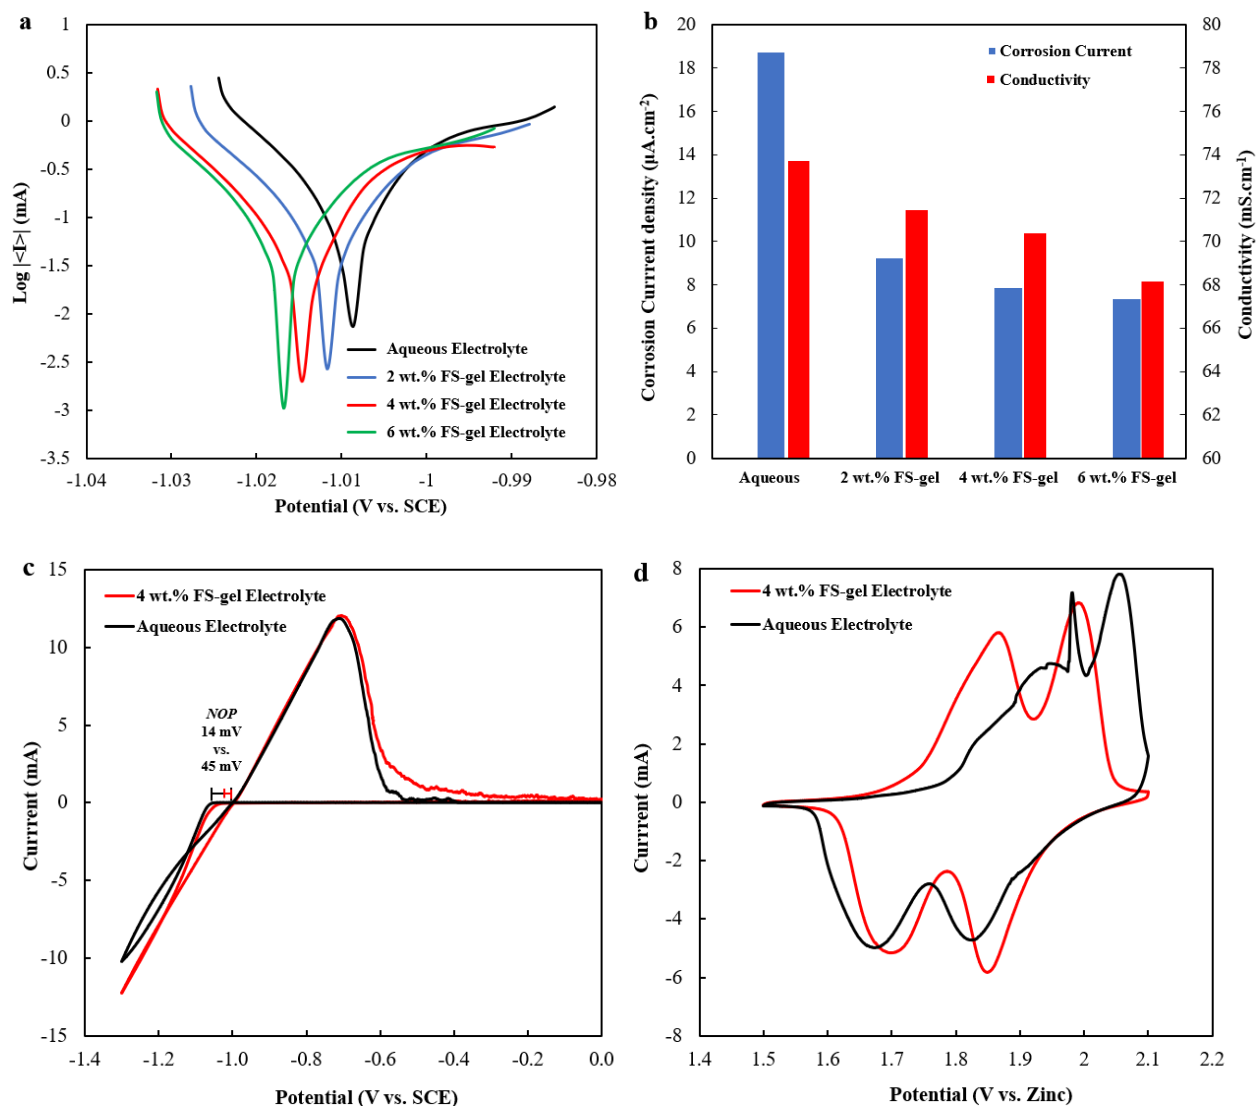 a
1
0.5
0
-0.5
-1
-1.5
-2
-2.5
-3
-3.5
Log |<I>| (mA)
Aqueous Electrolyte
2 wt.% FS-gel Electrolyte
4 wt.% FS-gel Electrolyte
6 wt.% FS-gel Electrolyte
-1.04 -1.03 -1.02 -1.01 -1 -0.99 -0.98
Potential (V vs. SCE)
b
20
18
16
14
12
10
8
6
4
2
0
Corrosion Currrent density (μA.cm-2)
Corrosion Current
Conductivity
80
78
76
74
72
70
68
66
64
62
60
Conductivity (mS.cm-1)
Aqueous 2 wt.% FS-gel 4 wt.% FS-gel 6 wt.% FS-gel
c
15
10
5
0
-5
-10
-15
Currrent (mA)
4 wt.% FS-gel Electrolyte
Aqueous Electrolyte
NOP
14 mV
vs.
45 mV
-1.4 -1.2 -1.0 -0.8 -0.6 -0.4 -0.2 0.0
Potential (V vs. SCE)
d
8
6
4
2
0
-2
-4
-6
-8
Currrent (mA)
4 wt.% FS-gel Electrolyte
Aqueous Electrolyte
1.4 1.5 1.6 1.7 1.8 1.9 2 2.1 2.2
Potential (V vs. Zinc)